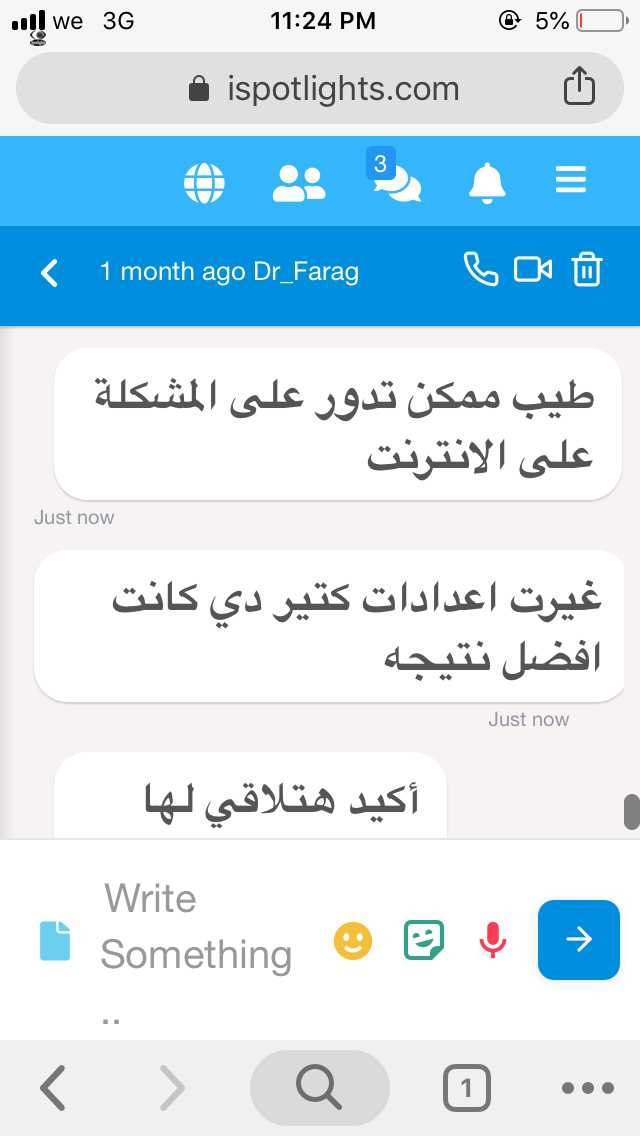 we 3G 11:24 PM 5%
ispotlights.com
3
1 month ago Dr_Farag
طيب ممكن تدور على المشكلة
على الانترنت
Just now
غيرت اعدادات كتير دي كانت
افضل نتيجه
Just now
أكيد هتلاقي لها
Write
Something
..
1